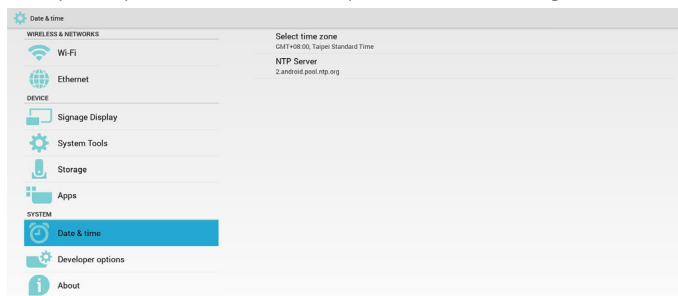 Date & time
WIRELESS & NETWORKS
Wi-Fi
Ethernet
DEVICE
Signage Display
System Tools
Storage
Apps
SYSTEM
Date & time
Developer options
About
Select time zone
GMT+08:00, Taipei Standard Time
NTP Server
2.android.pool.ntp.org